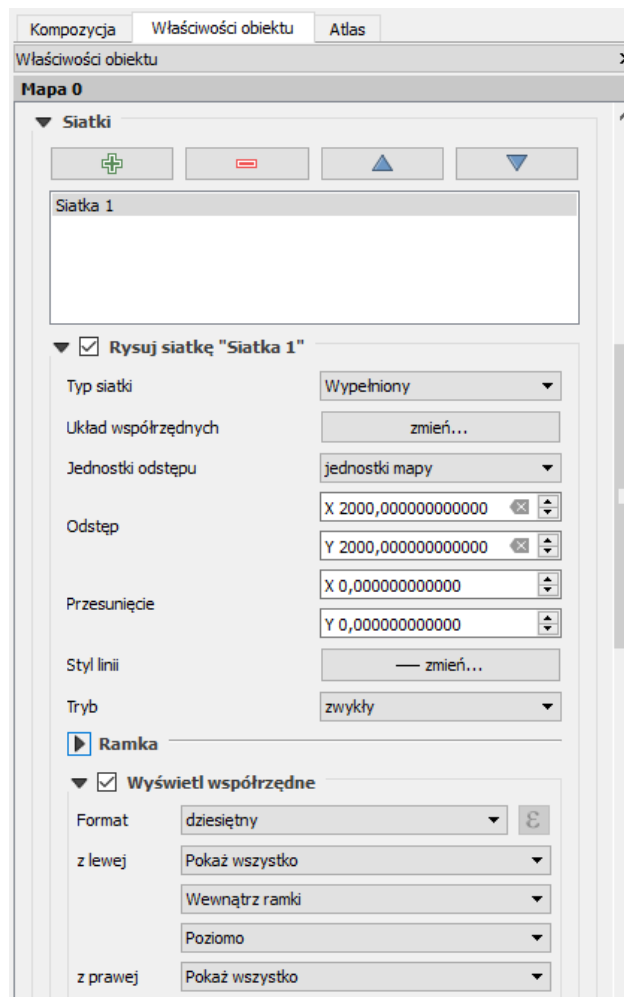 Kompozycja Właściwości obiektu Atlas
Właściwości obiektu
Mapa 0
Siatki
Siatka 1
Rysuj siatkę "Siatka 1"
Typ siatki Wypełniony
Układ współrzędnych zmień...
Jednostki odstępu jednostki mapy
Odstęp
X 2000,000000000000
Y 2000,000000000000
Przesunięcie
X 0,000000000000
Y 0,000000000000
Styl linii zmień...
Tryb zwykły
Ramka
Wyświetl współrzędne
Format dziesiętny ε
z lewej Pokaż wszystko
Wewnątrz ramki
Poziomo
z prawej Pokaż wszystko